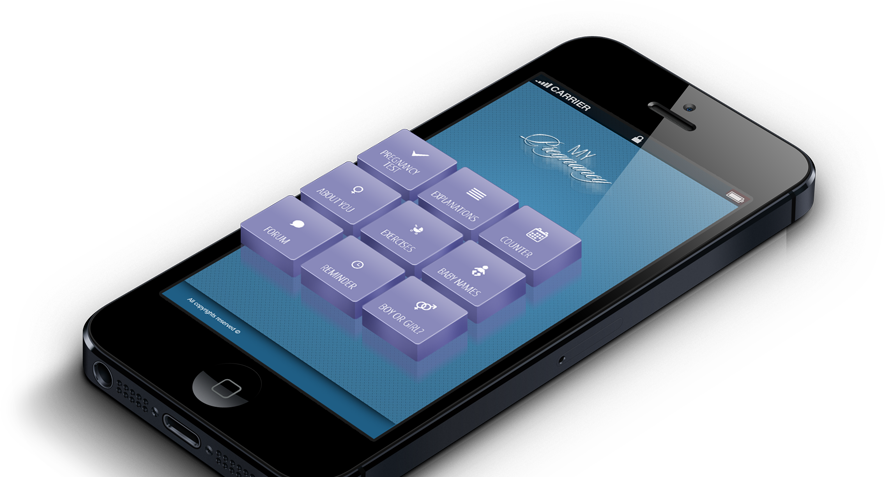 CARRIER
MY
Pregnancy
PREGNANCY
TEST
EXPLANATIONS
COUNTER
ABOUT YOU
EXERCISES
BABY NAMES
FORUM
REMINDER
BOY OR GIRL?
All copyrights reserved ©